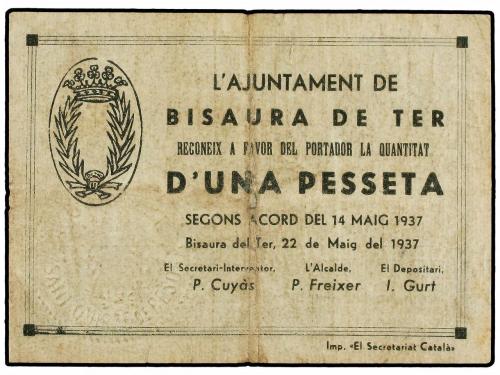 L'AJUNTAMENT DE
BISAURA DE TER
RECONEIX A FAVOR DEL PORTADOR LA QUANTITAT
D'UNA PESSETA
SEGONS ACORD DEL 14 MAIG 1937
Bisaura del Ter, 22 de Maig del 1937
El Secretari-Interventor, L'Alcalde, El Depositari,
P. Cuyàs P. Freixer I. Gurt
Imp. «El Secretariat Català»